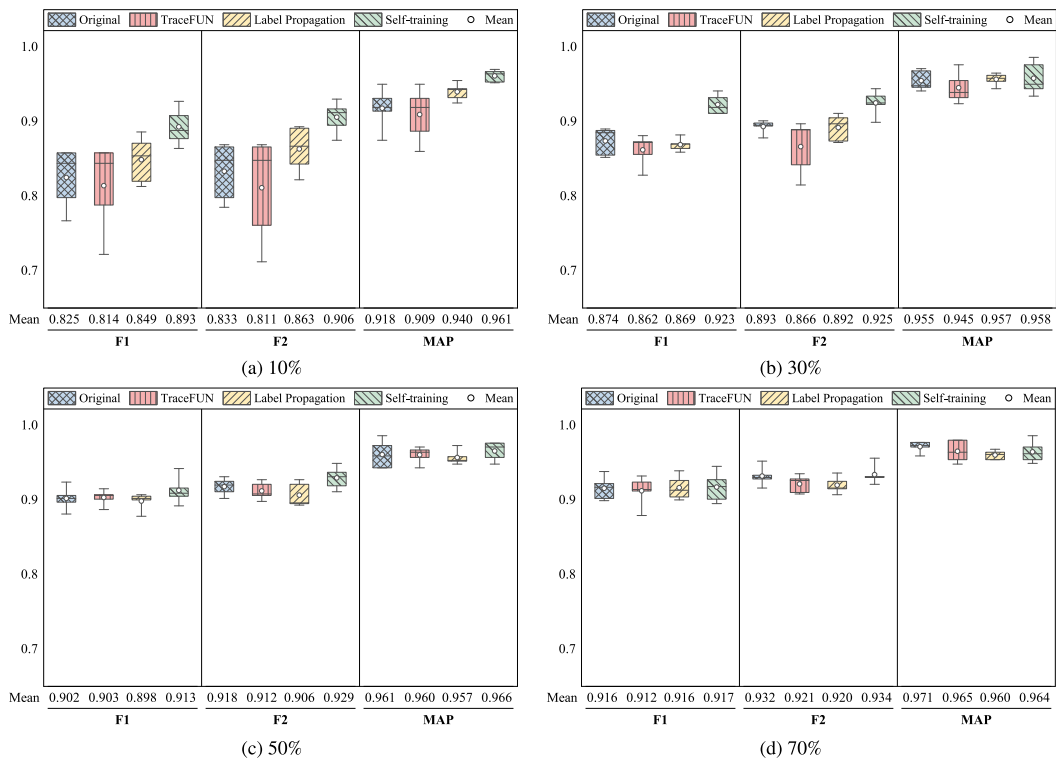 Original TraceFUN Label Propagation Self-training Mean
1.0
0.9
0.8
0.7
Mean 0.825 0.814 0.849 0.893 0.833 0.811 0.863 0.906 0.918 0.909 0.940 0.961
F1 F2 MAP
(a) 10%
Original TraceFUN Label Propagation Self-training Mean
1.0
0.9
0.8
0.7
Mean 0.874 0.862 0.869 0.923 0.893 0.866 0.892 0.925 0.955 0.945 0.957 0.958
F1 F2 MAP
(b) 30%
Original TraceFUN Label Propagation Self-training Mean
1.0
0.9
0.8
0.7
Mean 0.902 0.903 0.898 0.913 0.918 0.912 0.906 0.929 0.961 0.960 0.957 0.966
F1 F2 MAP
(c) 50%
Original TraceFUN Label Propagation Self-training Mean
1.0
0.9
0.8
0.7
Mean 0.916 0.912 0.916 0.917 0.932 0.921 0.920 0.934 0.971 0.965 0.960 0.964
F1 F2 MAP
(d) 70%